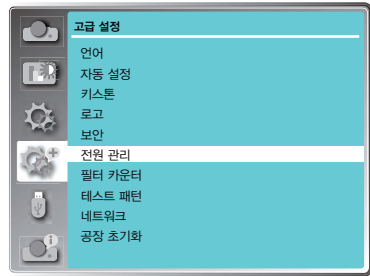 고급 설정
언어
자동 설정
키스톤
로고
보안
전원 관리
필터 카운터
테스트 패턴
네트워크
공장 초기화